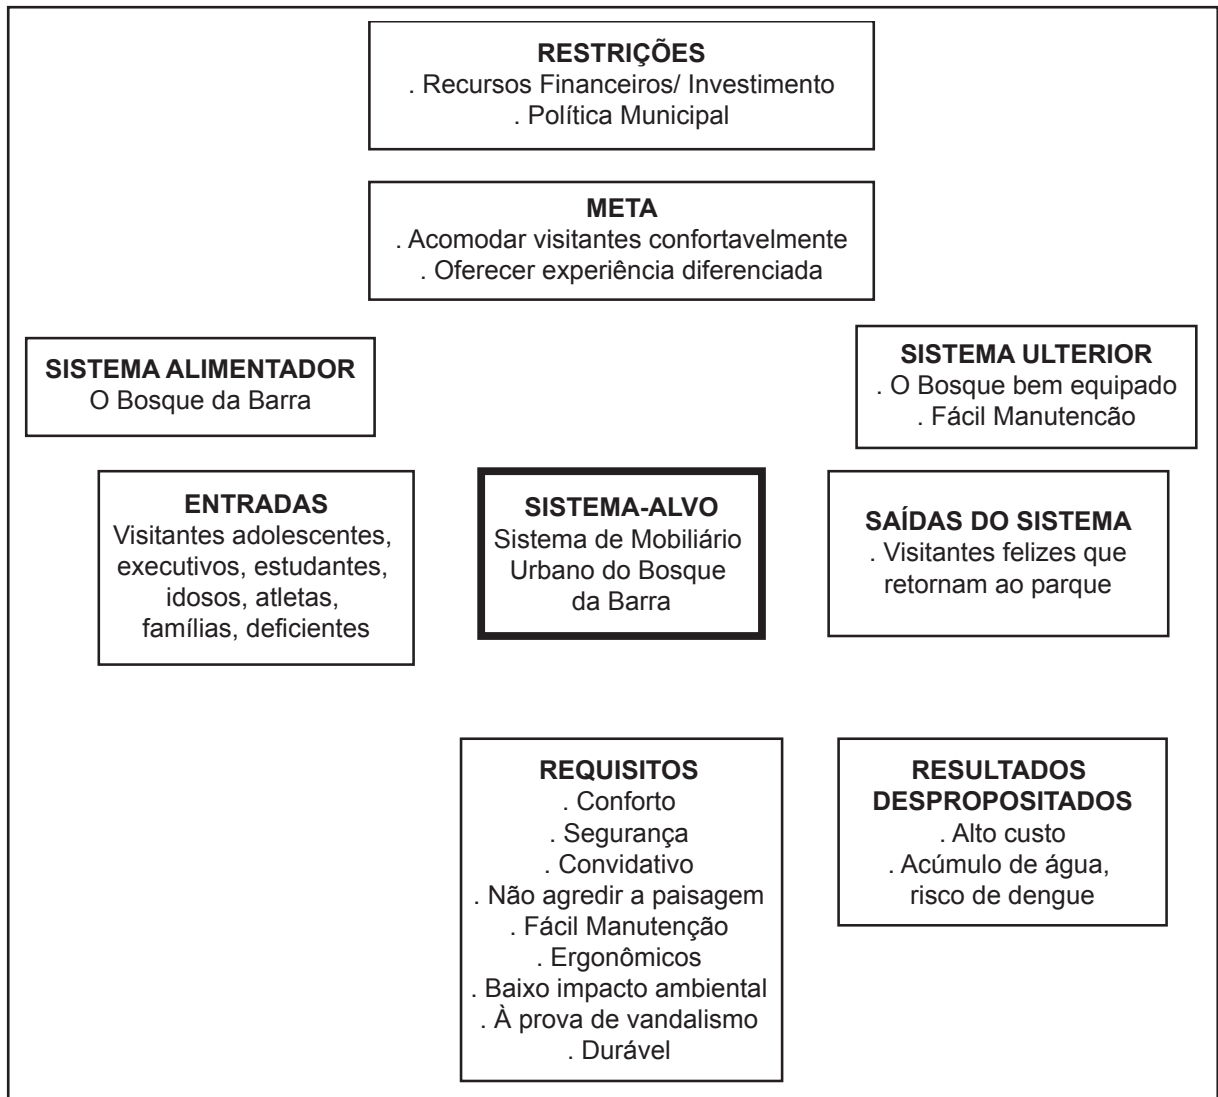 RESTRIÇÕES
. Recursos Financeiros/ Investimento
. Política Municipal
META
. Acomodar visitantes confortavelmente
. Oferecer experiência diferenciada
SISTEMA ALIMENTADOR
O Bosque da Barra
SISTEMA ULTERIOR
. O Bosque bem equipado
. Fácil Manutencão
ENTRADAS
Visitantes adolescentes,
executivos, estudantes,
idosos, atletas,
famílias, deficientes
SISTEMA-ALVO
Sistema de Mobiliário
Urbano do Bosque
da Barra
SAÍDAS DO SISTEMA
. Visitantes felizes que
retornam ao parque
REQUISITOS
. Conforto
. Segurança
. Convidativo
. Não agredir a paisagem
. Fácil Manutenção
. Ergonômicos
. Baixo impacto ambiental
. À prova de vandalismo
. Durável
RESULTADOS
DESPROPOSITADOS
. Alto custo
. Acúmulo de água,
risco de dengue